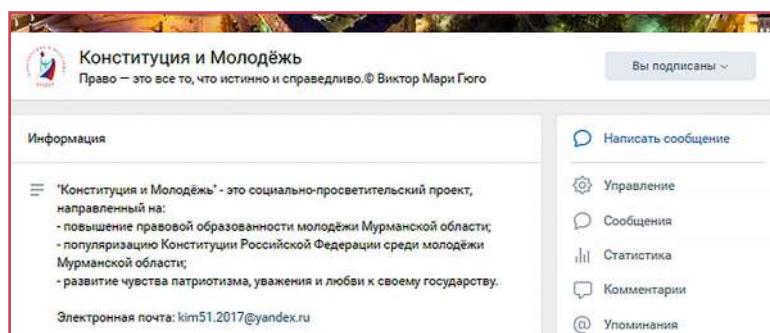 Конституция и Молодёжь
Право — это все то, что истинно и справедливо.© Виктор Мари Гюго
Вы подписаны
Информация
"Конституция и Молодёжь" - это социально-просветительский проект,
направленный на:
- повышение правовой образованности молодёжи Мурманской области;
- популяризацию Конституции Российской Федерации среди молодёжи
Мурманской области;
- развитие чувства патриотизма, уважения и любви к своему государству.
Электронная почта: kim51.2017@yandex.ru
Написать сообщение
Управление
Сообщения
Статистика
Комментарии
Упоминания